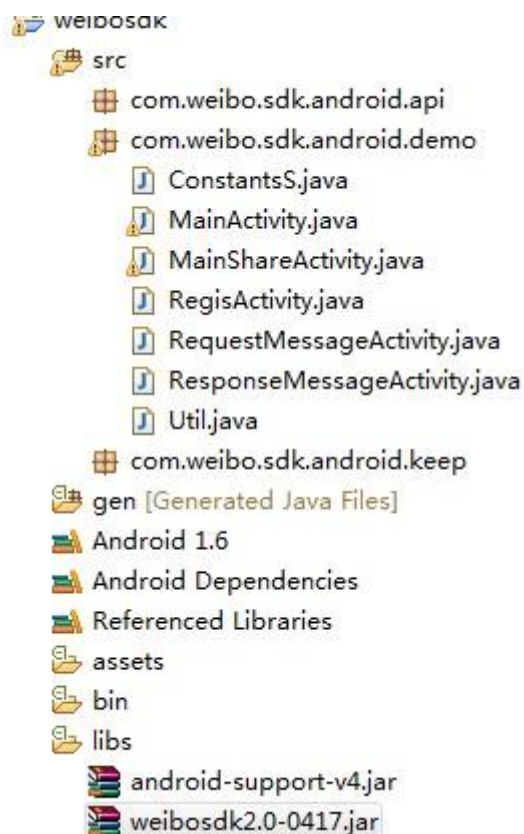 weibosdk
src
com.weibo.sdk.android.api
com.weibo.sdk.android.demo
ConstantsS.java
MainActivity.java
MainShareActivity.java
RegisActivity.java
RequestMessageActivity.java
ResponseMessageActivity.java
Util.java
com.weibo.sdk.android.keep
gen [Generated Java Files]
Android 1.6
Android Dependencies
Referenced Libraries
assets
bin
libs
android-support-v4.jar
weibosdk2.0-0417.jar